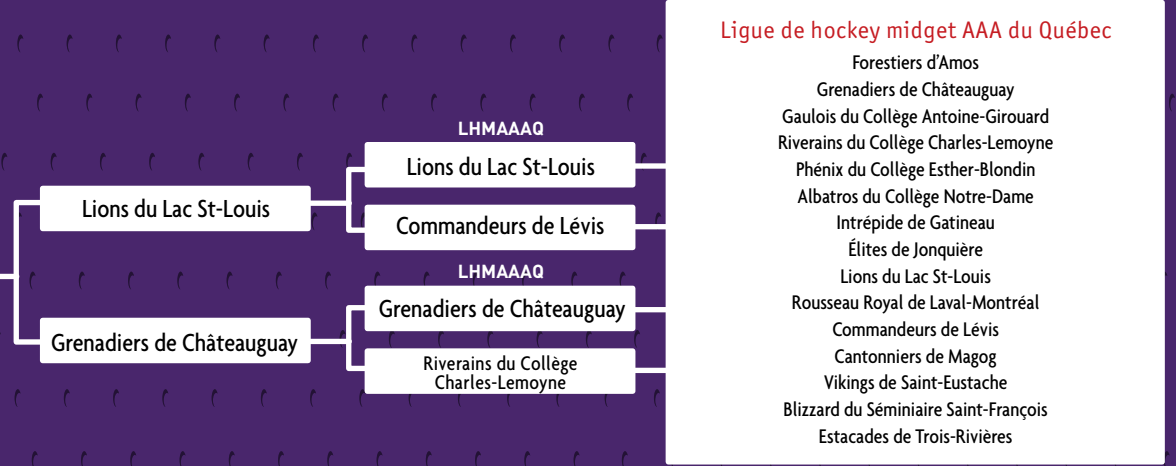 Ligue de hockey midget AAA du Québec
Forestiers d'Amos
Grenadiers de Châteauguay
Gaulois du Collège Antoine-Girouard
Riverains du Collège Charles-Lemoyne
Phénix du Collège Esther-Blondin
Albatros du Collège Notre-Dame
Intrépide de Gatineau
Élites de Jonquière
Lions du Lac St-Louis
Rousseau Royal de Laval-Montréal
Commandeurs de Lévis
Cantonniers de Magog
Vikings de Saint-Eustache
Blizzard du Séminiaire Saint-François
Estacades de Trois-Rivières
LHMAAAQ
Lions du Lac St-Louis
Commandeurs de Lévis
LHMAAAQ
Grenadiers de Châteauguay
Riverains du Collège
Charles-Lemoyne
Lions du Lac St-Louis
Grenadiers de Châteauguay